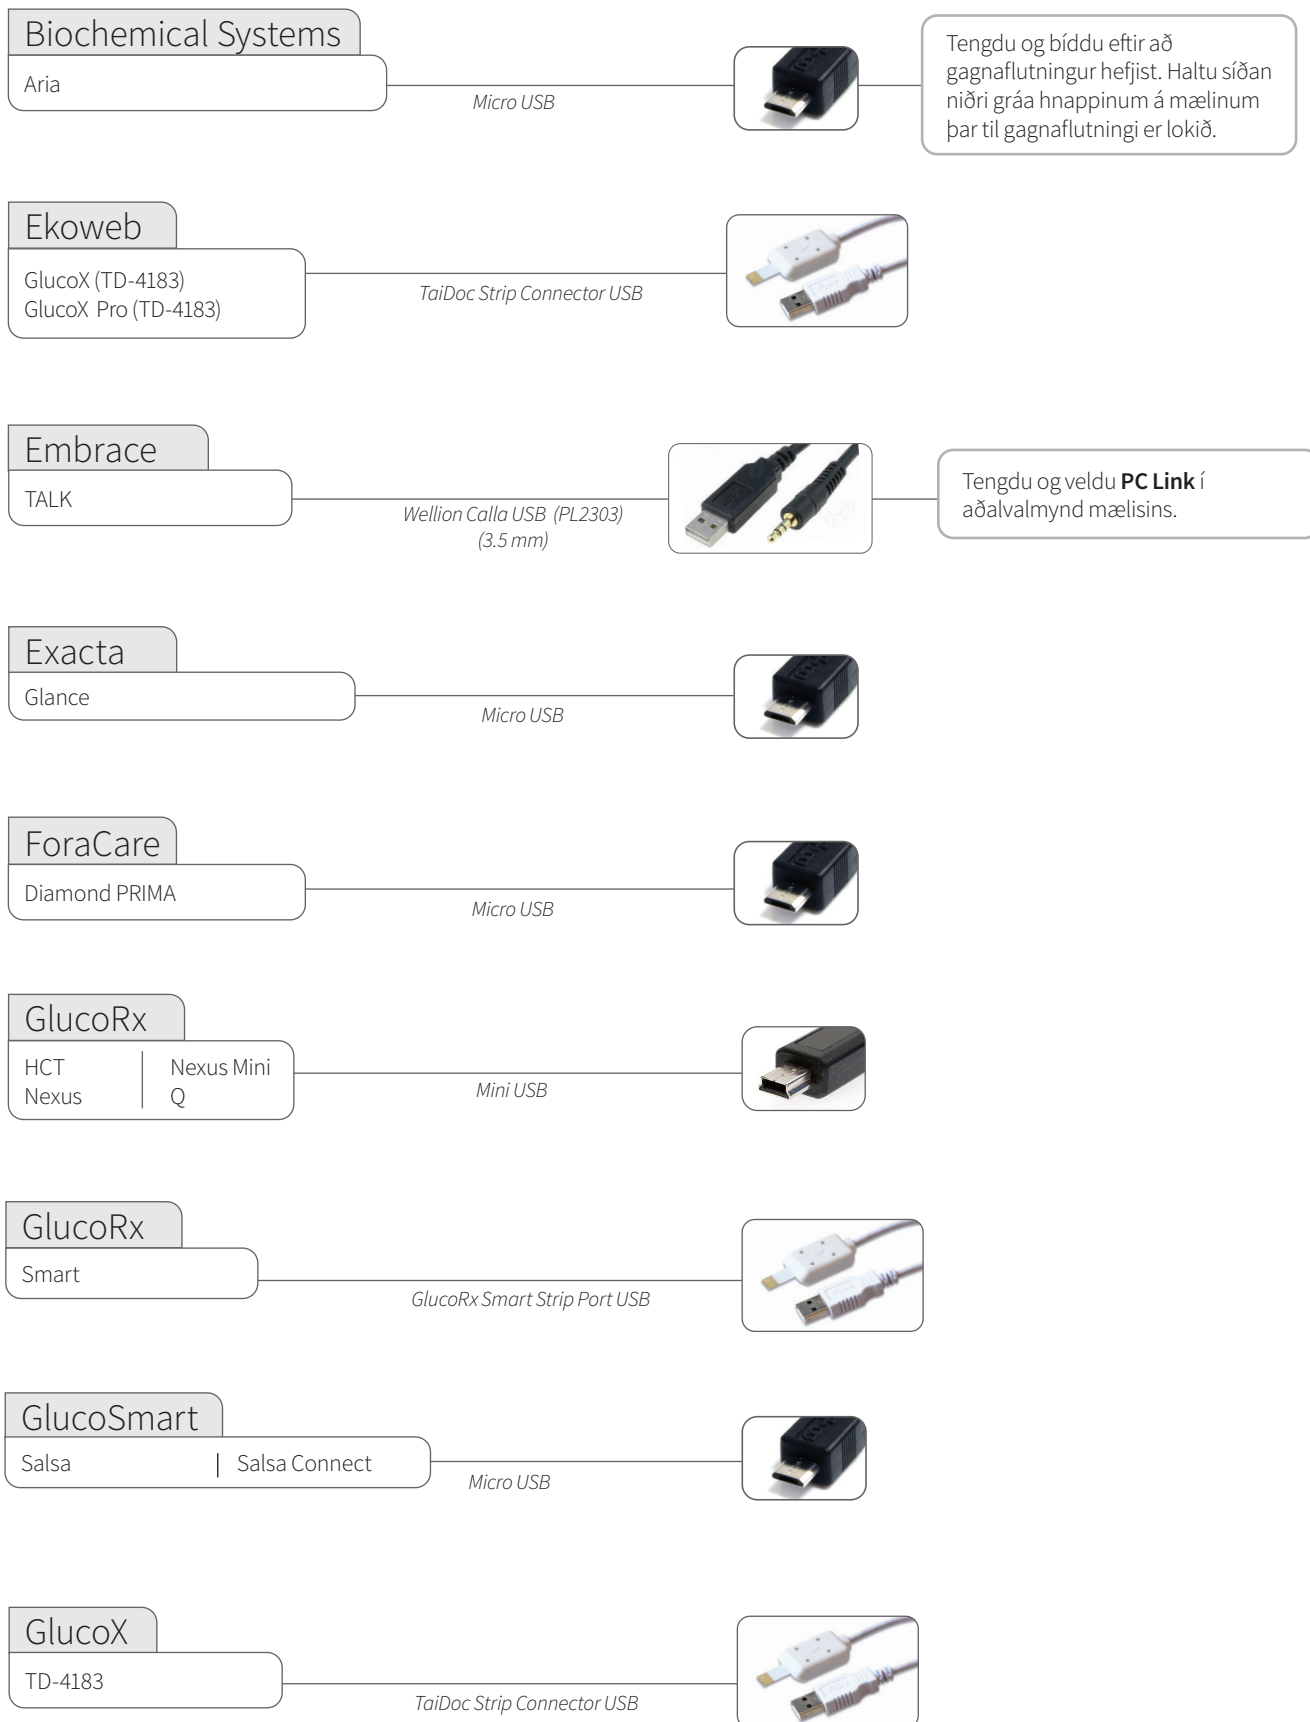 Biochemical Systems
Aria
Micro USB
Tengdu og bíddu eftir að
gagnaflutningur hefjist. Haltu síðan
niðri gráa hnappinum á mælinum
þar til gagnaflutningi er lokið.
Ekoweb
GlucoX (TD-4183)
GlucoX Pro (TD-4183)
TaiDoc Strip Connector USB
Embrace
TALK
Wellion Calla USB (PL2303)
(3.5 mm)
Tengdu og veldu PC Link í
aðalvalmynd mælisins.
Exacta
Glance
Micro USB
ForaCare
Diamond PRIMA
Micro USB
GlucoRx
HCT | Nexus Mini
Nexus | Q
Mini USB
GlucoRx
Smart
GlucoRx Smart Strip Port USB
GlucoSmart
Salsa | Salsa Connect
Micro USB
GlucoX
TD-4183
TaiDoc Strip Connector USB